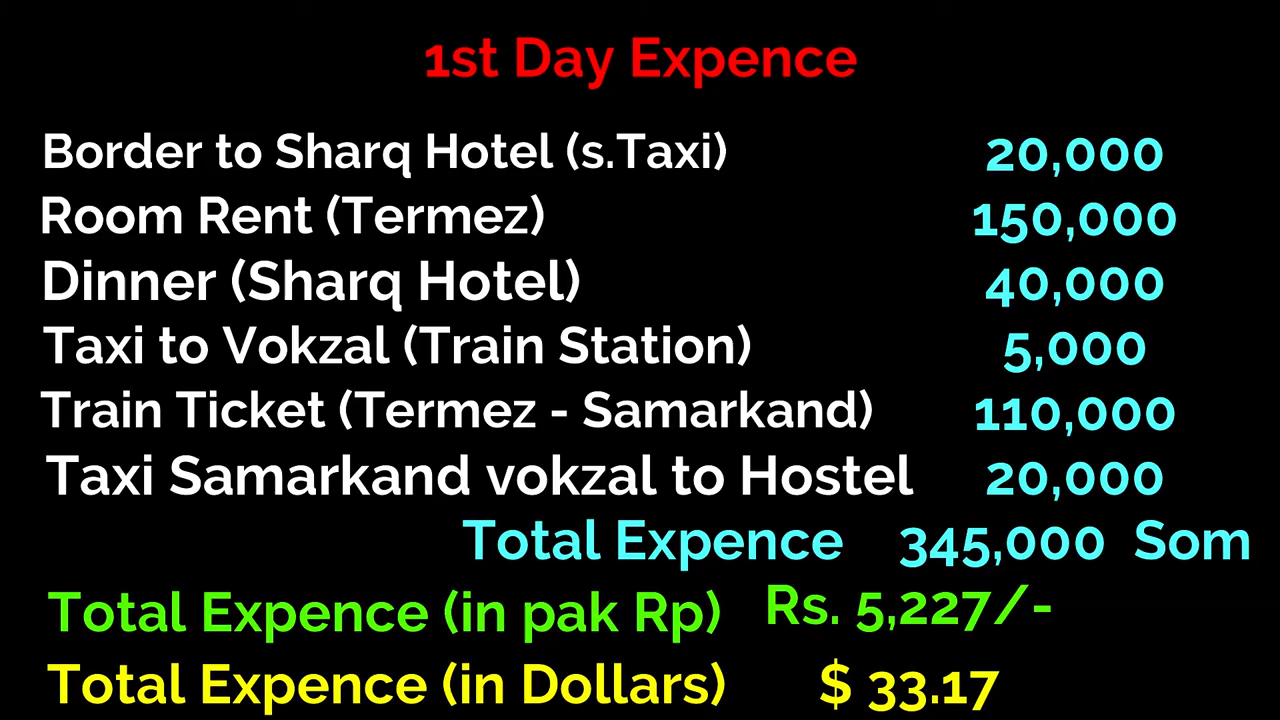 1st Day Expence
Border to Sharq Hotel (s.Taxi) 20,000
Room Rent (Termez) 150,000
Dinner (Sharq Hotel) 40,000
Taxi to Vokzal (Train Station) 5,000
Train Ticket (Termez - Samarkand) 110,000
Taxi Samarkand vokzal to Hostel 20,000
Total Expence 345,000 Som
Total Expence (in pak Rp) Rs. 5,227/-
Total Expence (in Dollars) $ 33.17